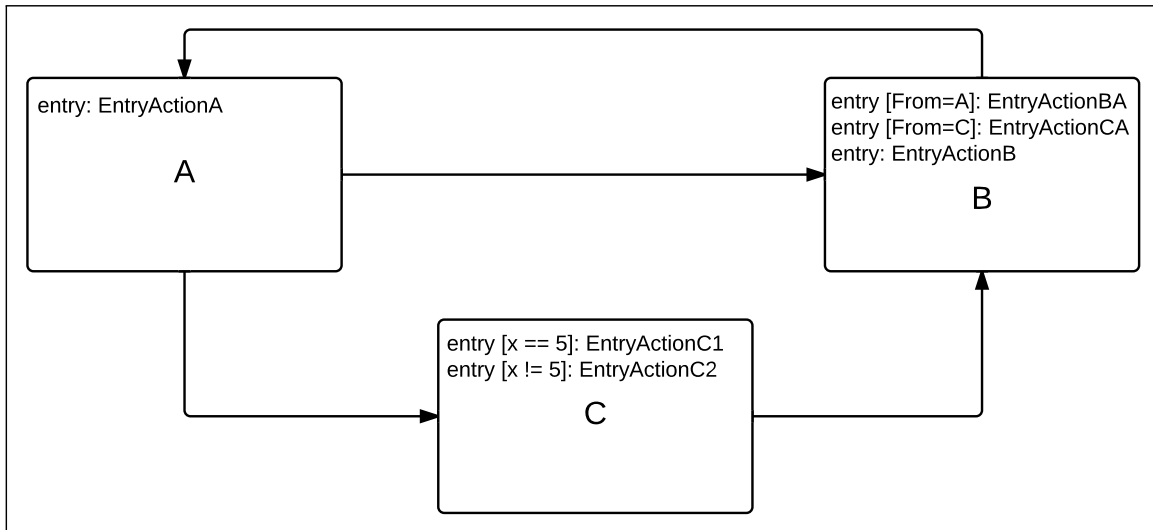 entry: EntryActionA
A
entry [From=A]: EntryActionBA
entry [From=C]: EntryActionCA
entry: EntryActionB
B
entry [x == 5]: EntryActionC1
entry [x != 5]: EntryActionC2
C